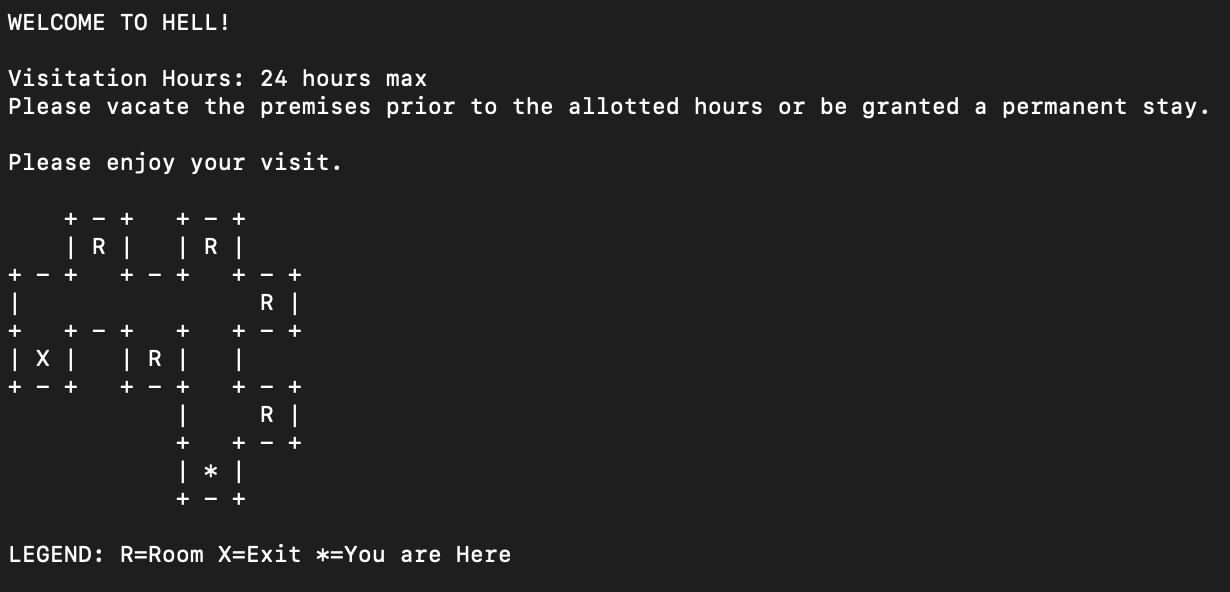 WELCOME TO HELL!

Visitation Hours: 24 hours max
Please vacate the premises prior to the allotted hours or be granted a permanent stay.

Please enjoy your visit.

    + - +   + - +
    | R |   | R |
+ - +   + - +   + - +
|                 R |
+   + - +   +   + - +
| X |   | R |   |
+ - +   + - +   + - +
            |     R |
            +   + - +
            | * |
            + - +

LEGEND: R=Room X=Exit *=You are Here